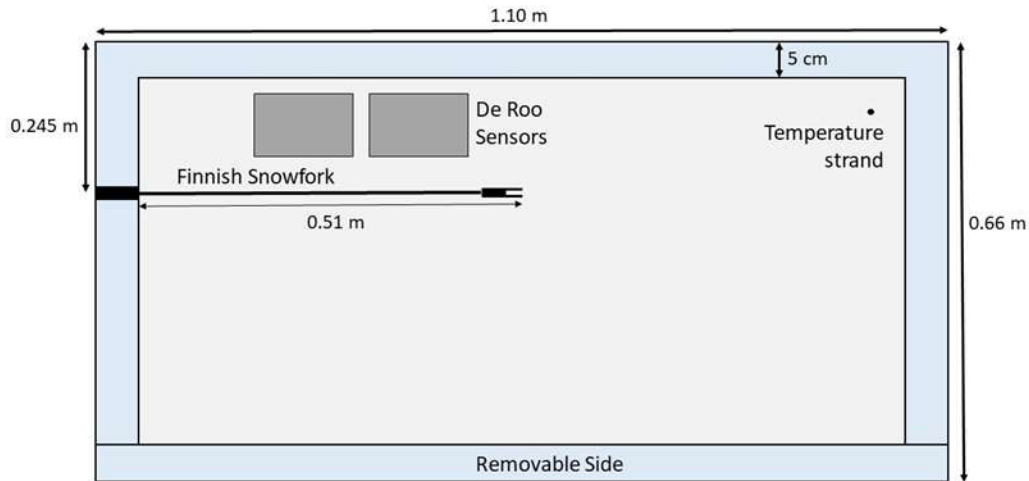 1.10 m
5 cm
0.245 m
De Roo
Sensors
Temperature
strand
Finnish Snowfork
0.51 m
0.66 m
Removable Side